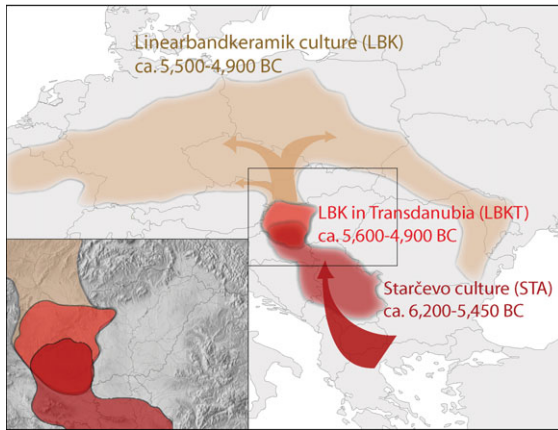 Linearbandkeramik culture (LBK)
ca. 5,500-4,900 BC
LBK in Transdanubia (LBKT)
ca. 5,600-4,900 BC
Starčevo culture (STA)
ca. 6,200-5,450 BC